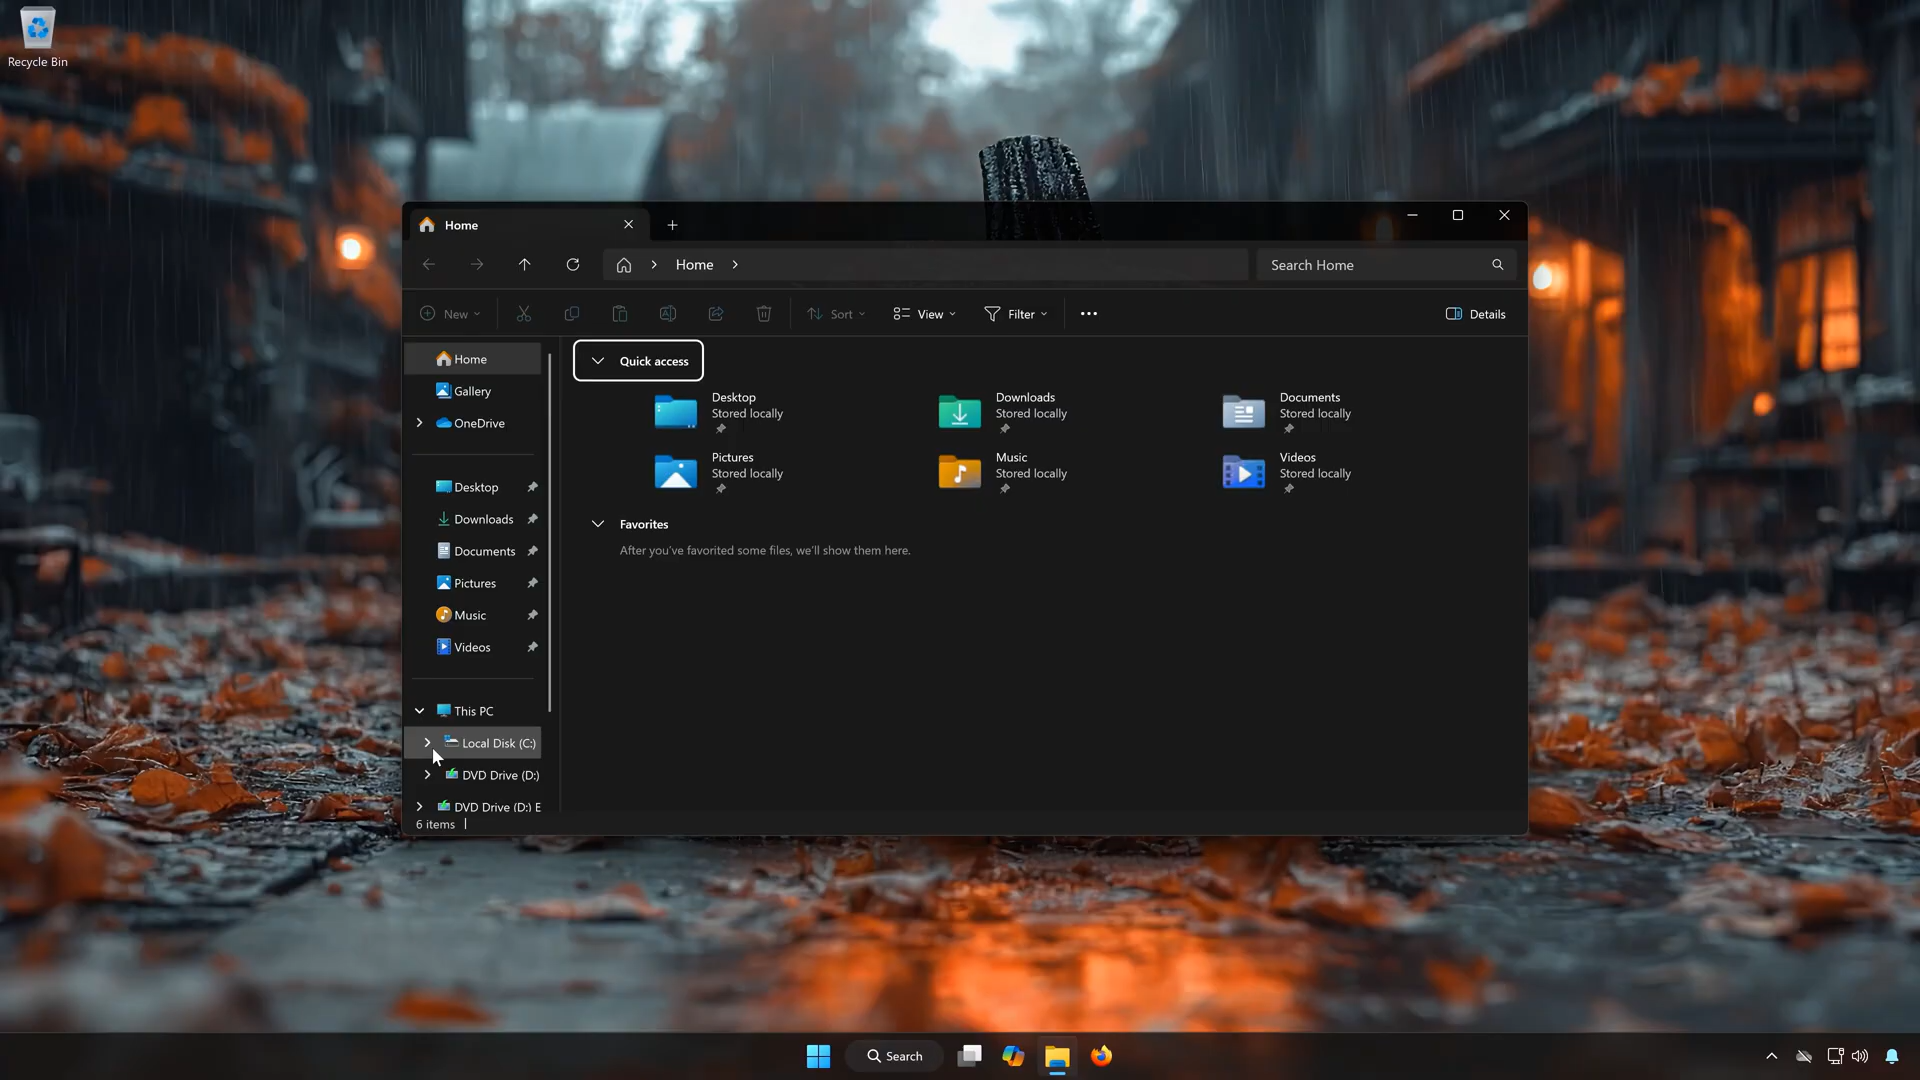 Recycle Bin
Home
Home
Search Home
New
Sort
View
Filter
Details
Home
Gallery
OneDrive
Desktop
Downloads
Documents
Pictures
Music
Videos
This PC
Local Disk (C:)
DVD Drive (D:)
DVD Drive (D:) E
Quick access
Desktop
Stored locally
Downloads
Stored locally
Documents
Stored locally
Pictures
Stored locally
Music
Stored locally
Videos
Stored locally
Favorites
After you've favorited some files, we'll show them here.
6 items
Search